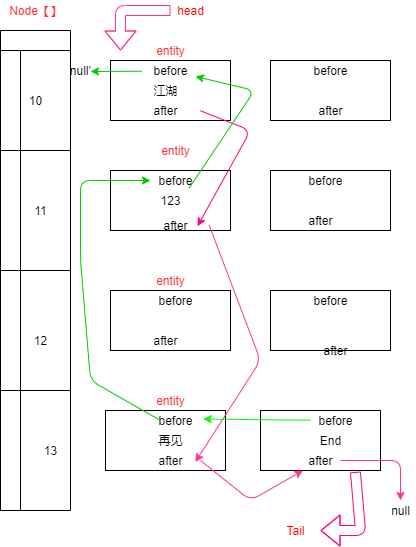 Node【】
head
entity
null'
before
before
江湖
10
after
after
entity
before
before
123
11
after
after
entity
before
before
12
after
after
entity
before
before
再见
End
13
after
after
null
Tail